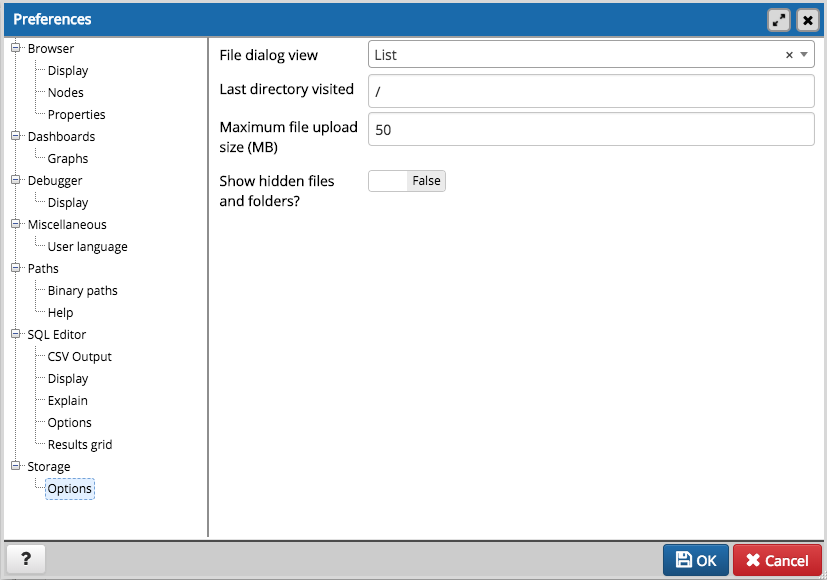 Preferences
Browser
Display
Nodes
Properties
Dashboards
Graphs
Debugger
Display
Miscellaneous
User language
Paths
Binary paths
Help
SQL Editor
CSV Output
Display
Explain
Options
Results grid
Storage
Options
File dialog view
List
Last directory visited
/
Maximum file upload
size (MB)
50
Show hidden files
and folders?
False
?
OK
Cancel